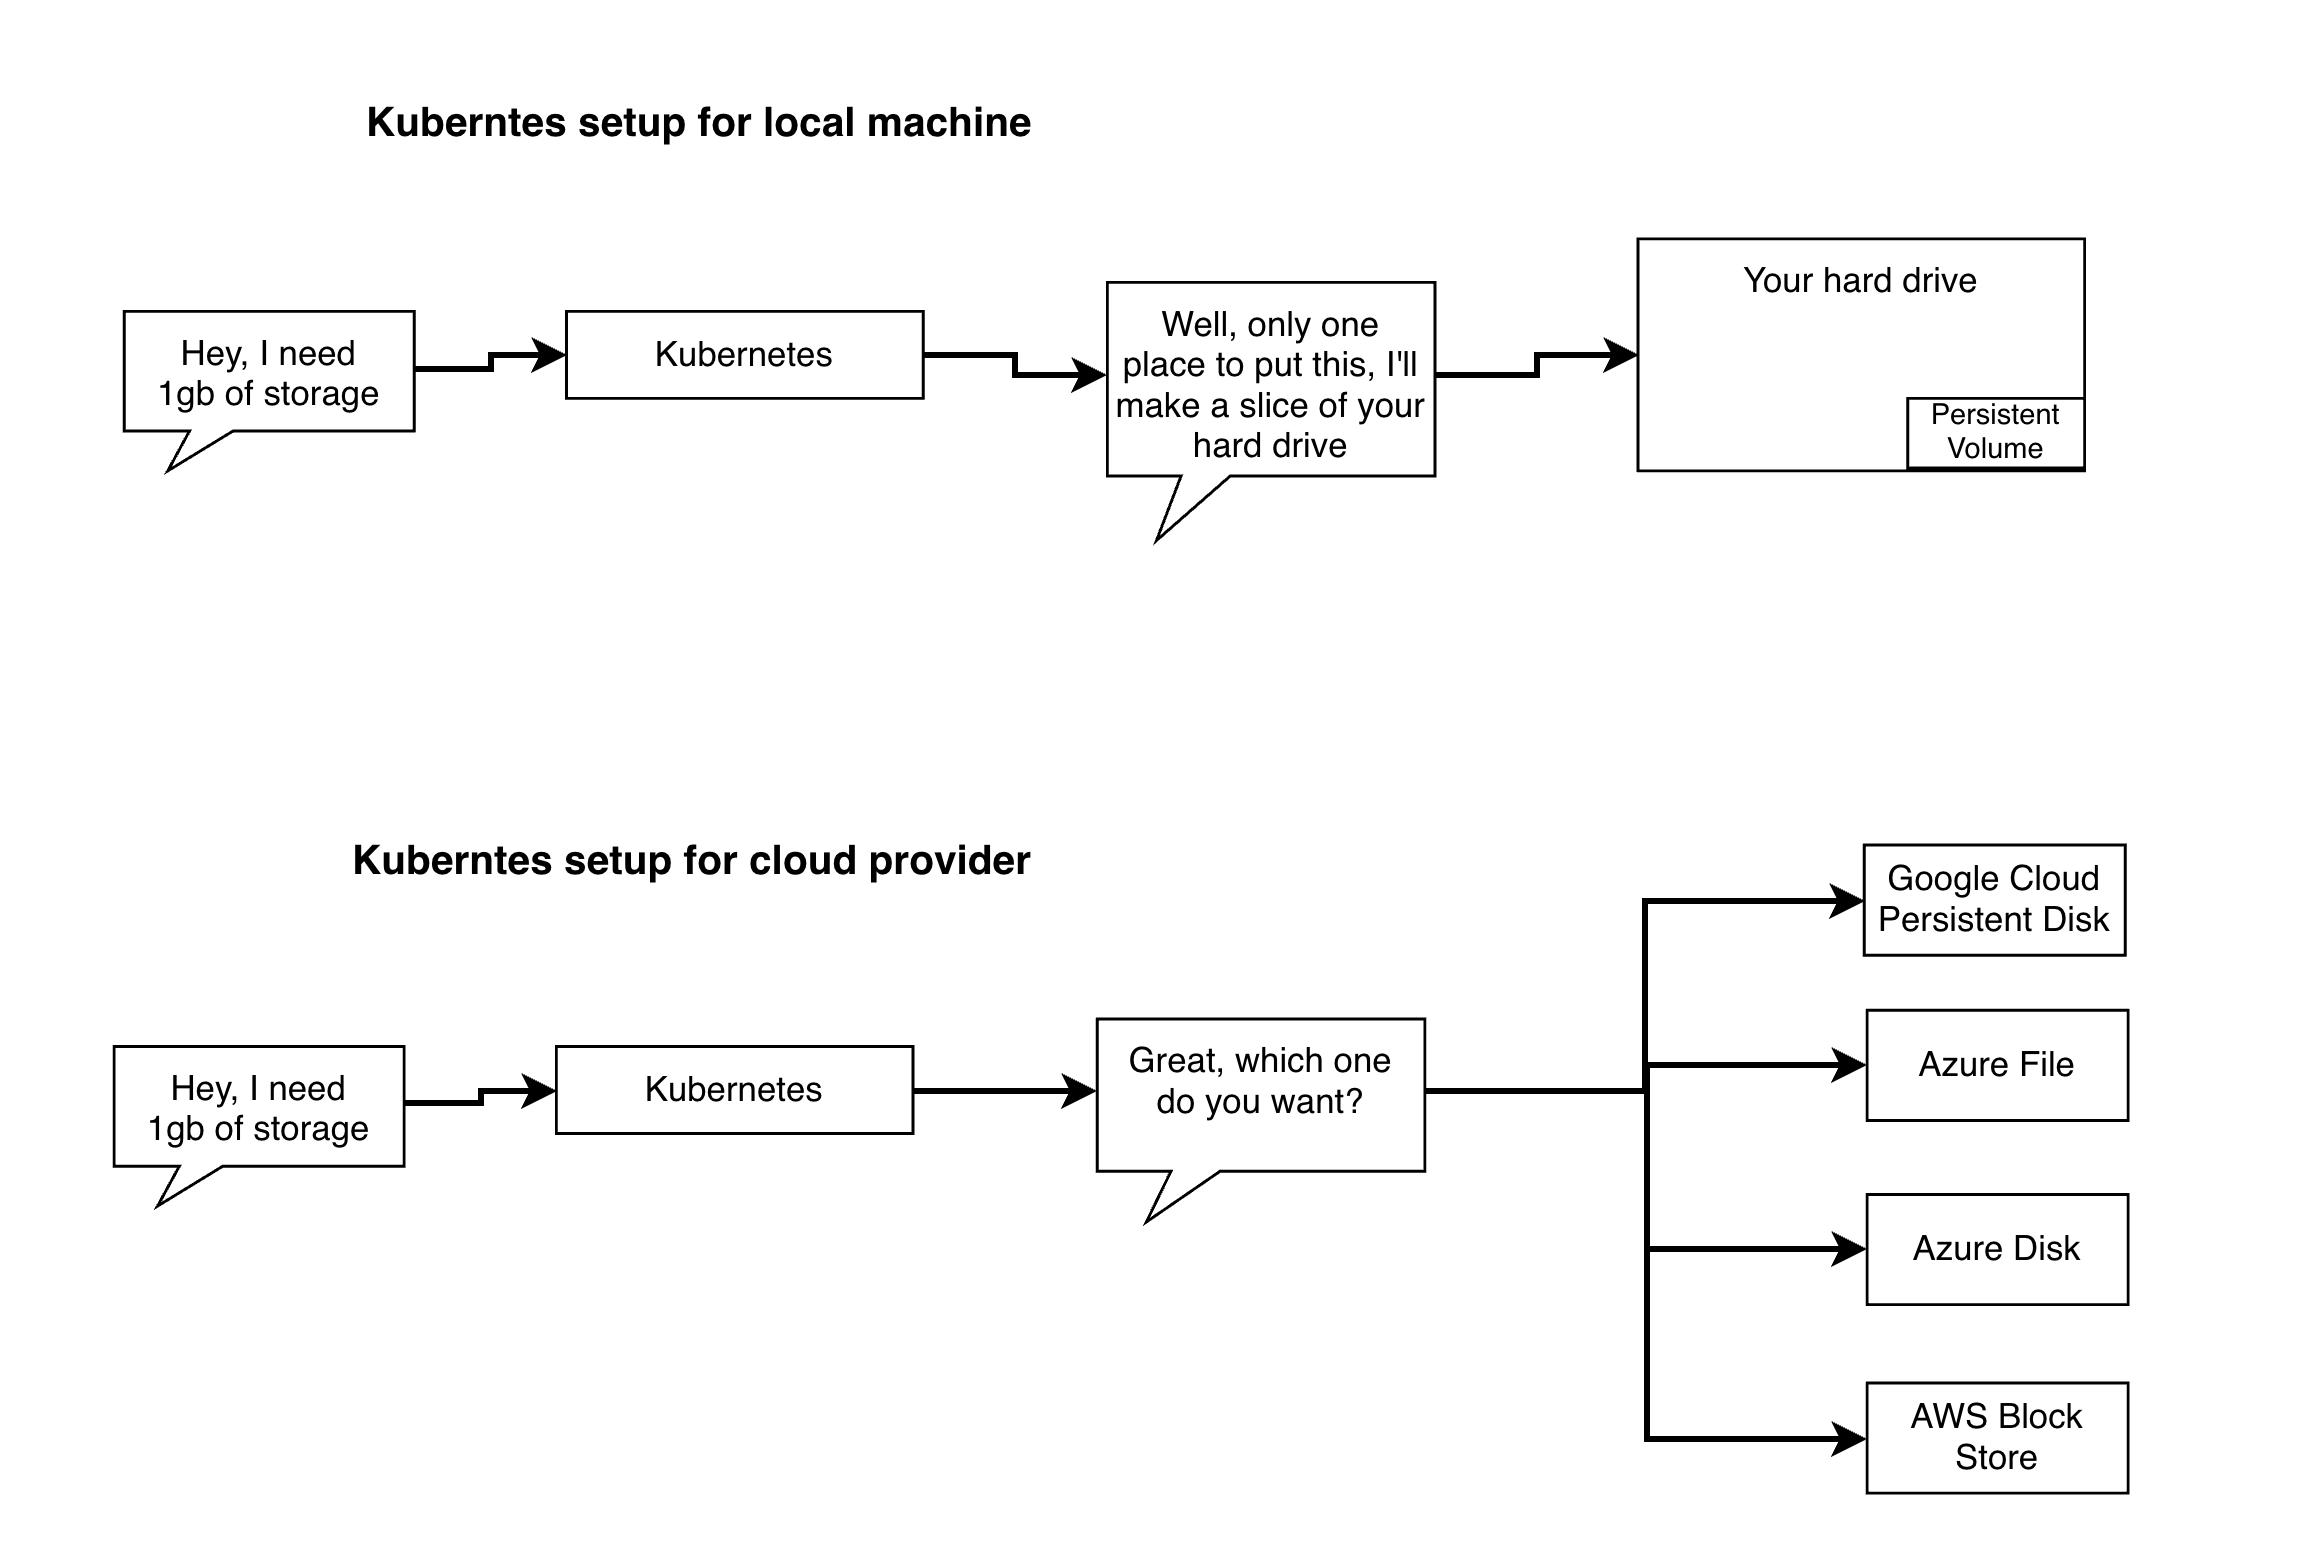 Kuberntes setup for local machine
Hey, I need
1gb of storage
Kubernetes
Well, only one
place to put this, I'll
make a slice of your
hard drive
Your hard drive
Persistent
Volume
Kuberntes setup for cloud provider
Hey, I need
1gb of storage
Kubernetes
Great, which one
do you want?
Google Cloud
Persistent Disk
Azure File
Azure Disk
AWS Block
Store